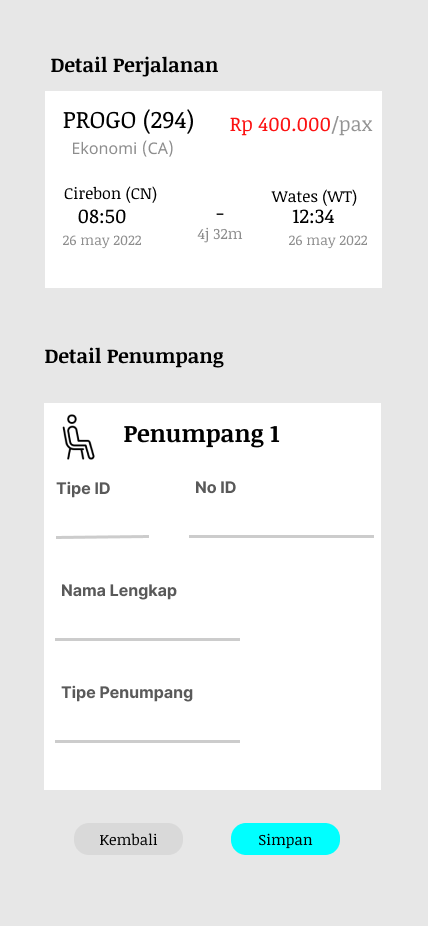 Detail Perjalanan
PROGO (294)
Rp 400.000/pax
Ekonomi (CA)
Cirebon (CN)
Wates (WT)
08:50
-
12:34
26 may 2022
4j 32m
26 may 2022
Detail Penumpang
Penumpang 1
Tipe ID
No ID
Nama Lengkap
Tipe Penumpang
Kembali
Simpan